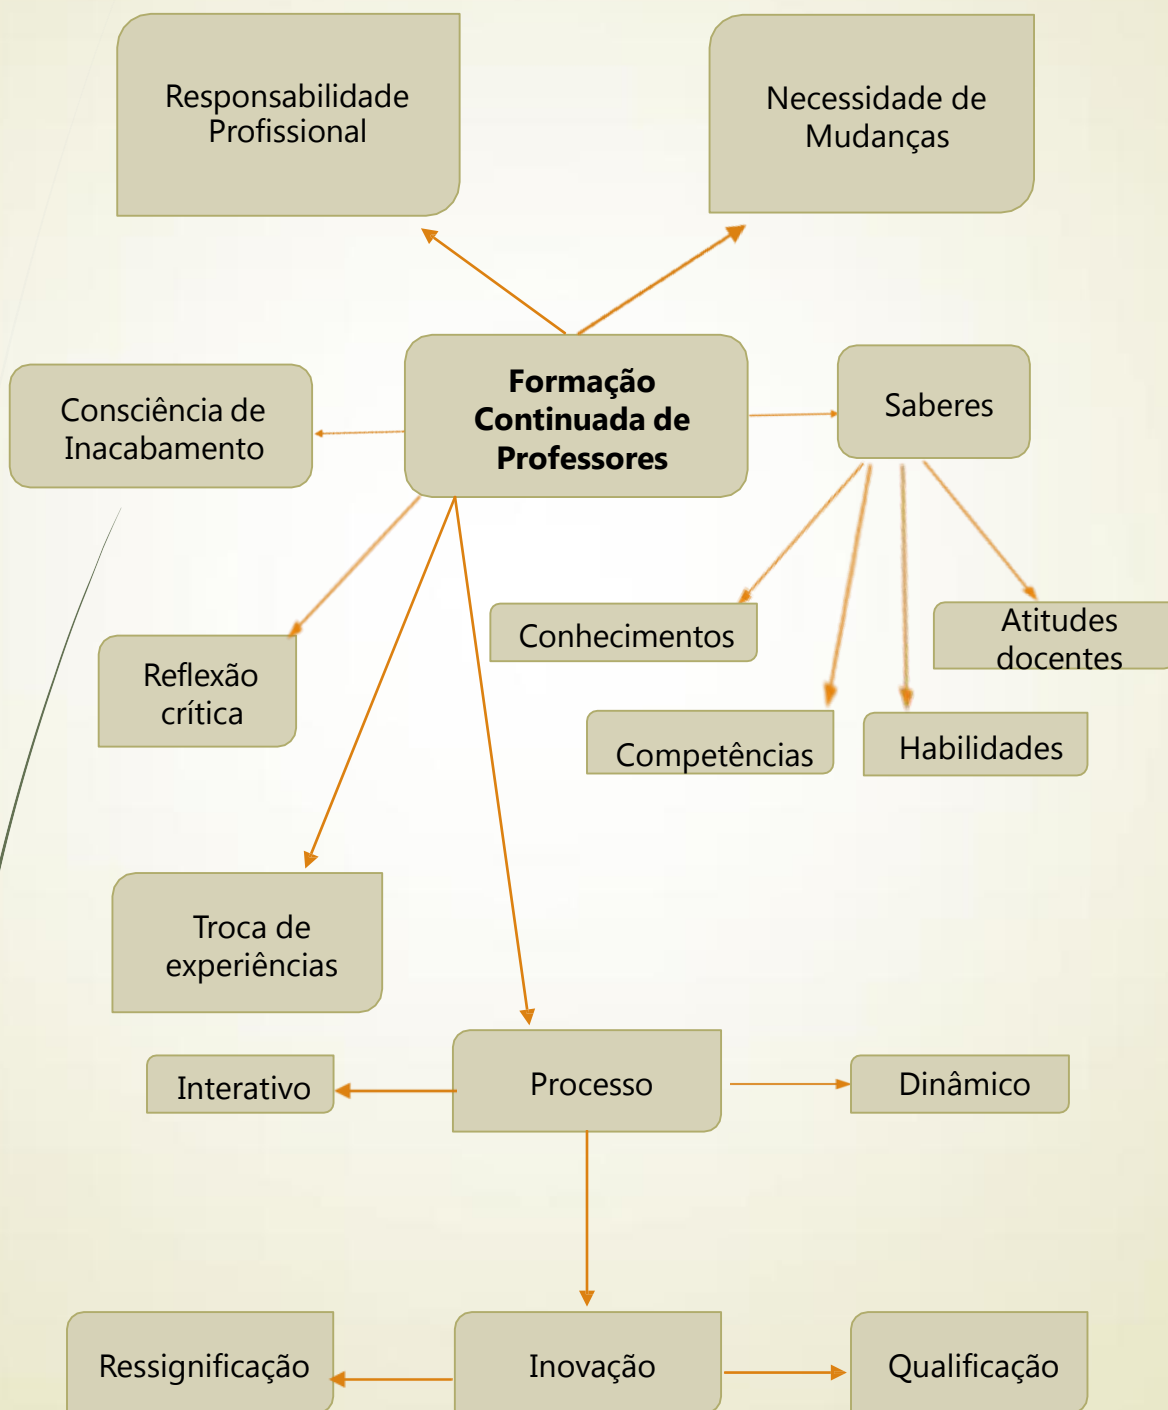 Responsabilidade
Profissional
Necessidade de
Mudanças
Formação
Continuada de
Professores
Consciência de
Inacabamento
Saberes
Conhecimentos
Atitudes
docentes
Reflexão
crítica
Competências
Habilidades
Troca de
experiências
Interativo
Processo
Dinâmico
Ressignificação
Inovação
Qualificação